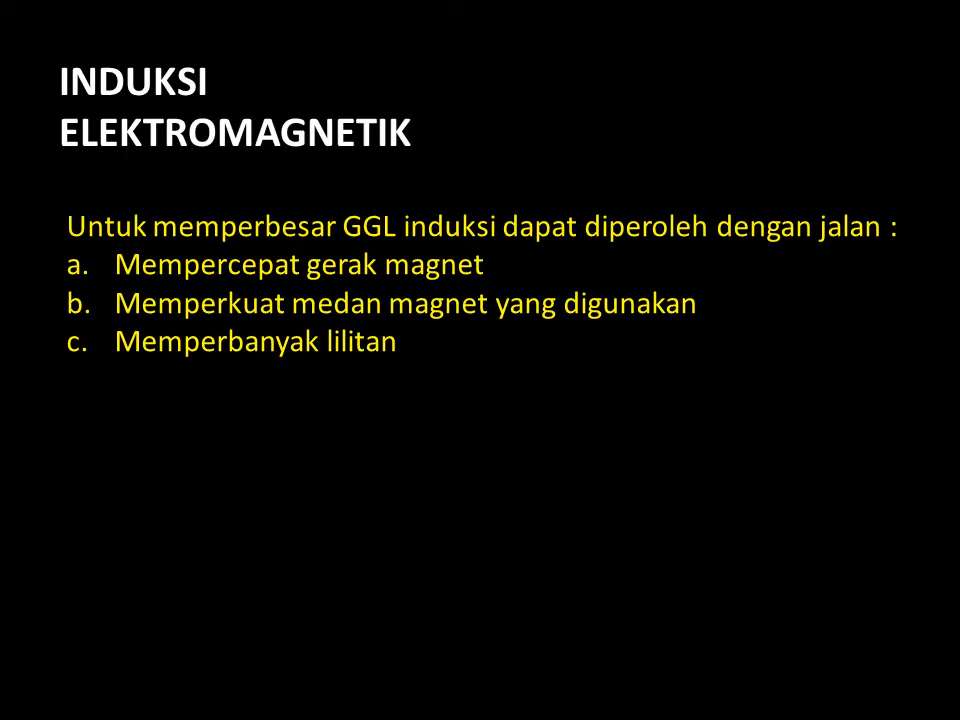 INDUKSI
ELEKTROMAGNETIK
Untuk memperbesar GGL induksi dapat diperoleh dengan jalan :
a. Mempercepat gerak magnet
b. Memperkuat medan magnet yang digunakan
c. Memperbanyak lilitan